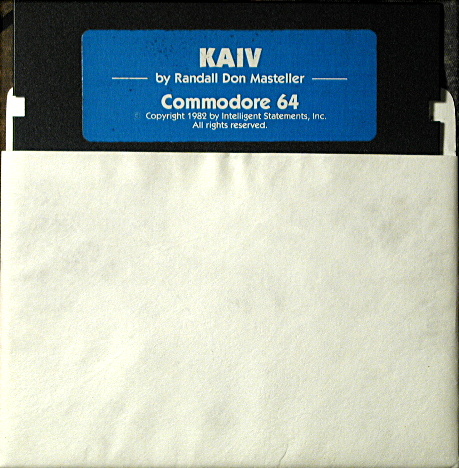 KAIV
by Randall Don Masteller
Commodore 64
© Copyright 1982 by Intelligent Statements, Inc.
All rights reserved.